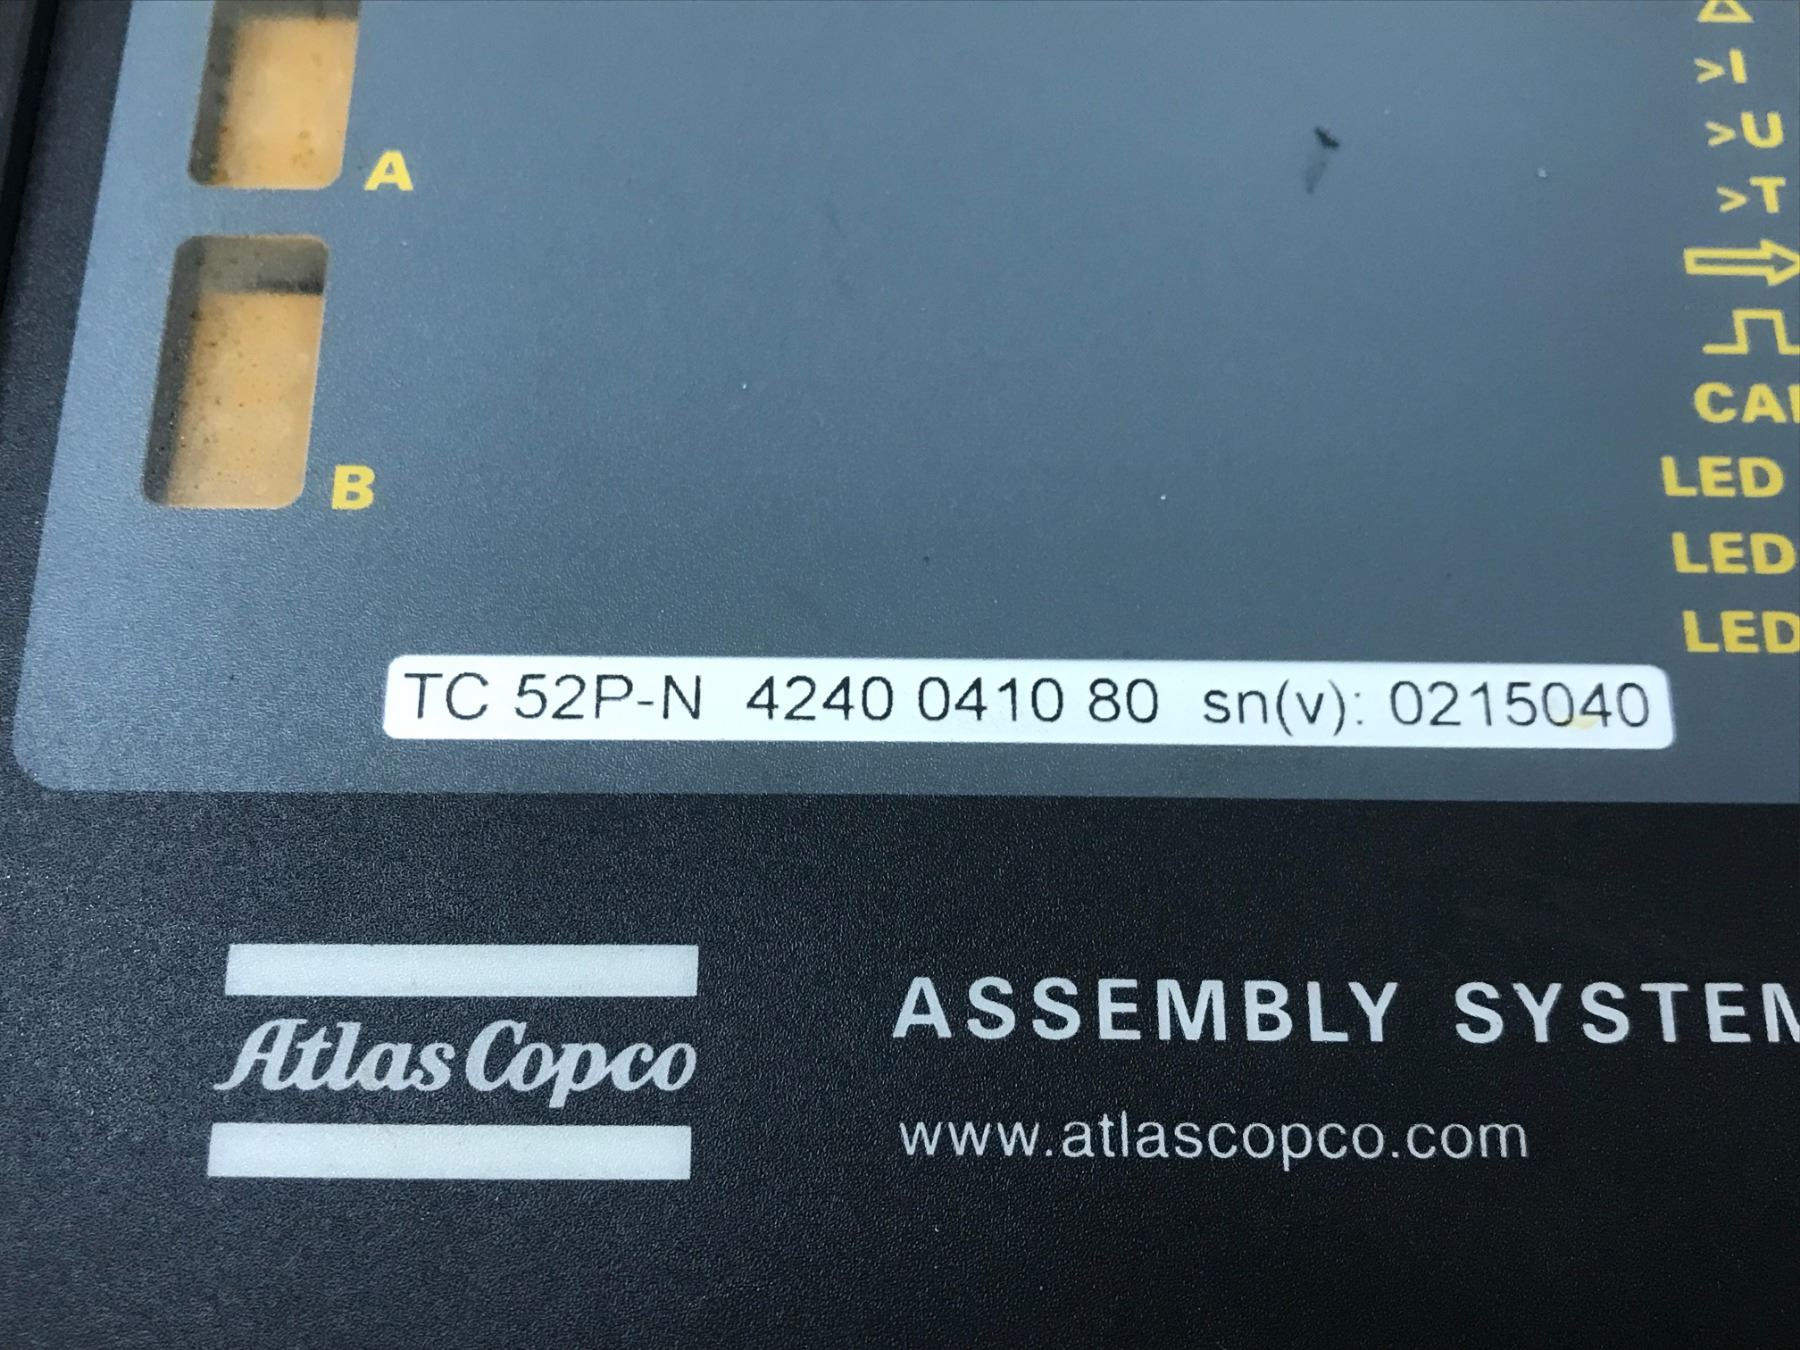 A
>I
>U
>T
B
LED
LED
LED
TC 52P-N 4240 0410 80 sn(v): 0215040
Atlas Copco
ASSEMBLY SYSTEM
www.atlascopco.com